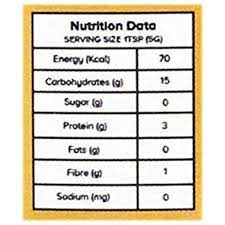 Nutrition Data
SERVING SIZE 1TSP (5G)
Energy (Kcal) 70
Carbohydrates (g) 15
Sugar (g) 0
Protein (g) 3
Fats (g) 0
Fibre (g) 1
Sodium (mg) 0